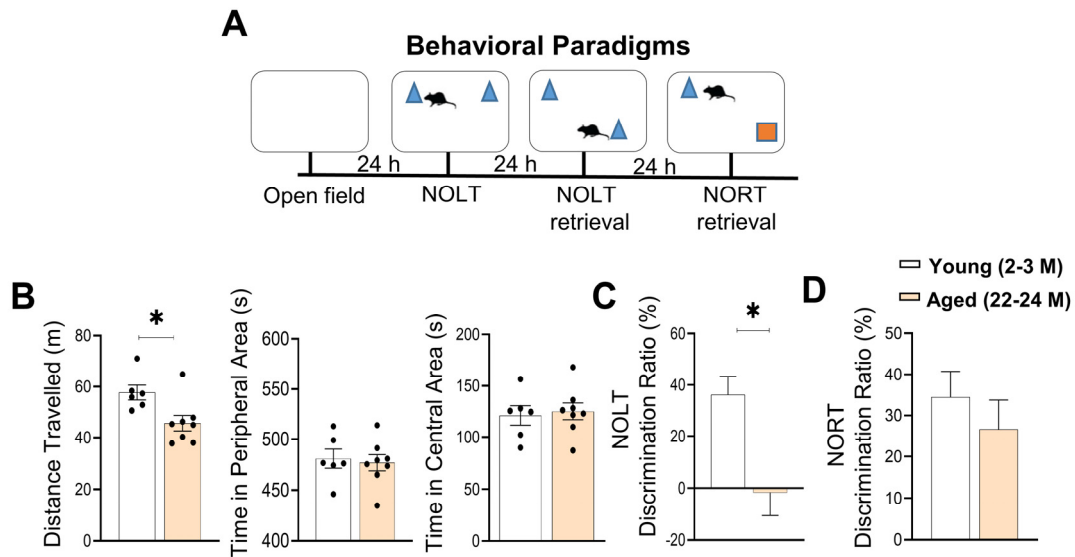 A
Behavioral Paradigms
24 h
24 h
24 h
Open field
NOLT
NOLT
retrieval
NORT
retrieval
Young (2-3 M)
Aged (22-24 M)
B
*
Distance Travelled (m)
80
60
40
20
0
Time in Peripheral Area (s)
600
550
500
450
400
Time in Central Area (s)
200
150
100
50
0
C
*
NOLT
Discrimination Ratio (%)
60
40
20
0
-20
D
NORT
Discrimination Ratio (%)
50
40
30
20
10
0